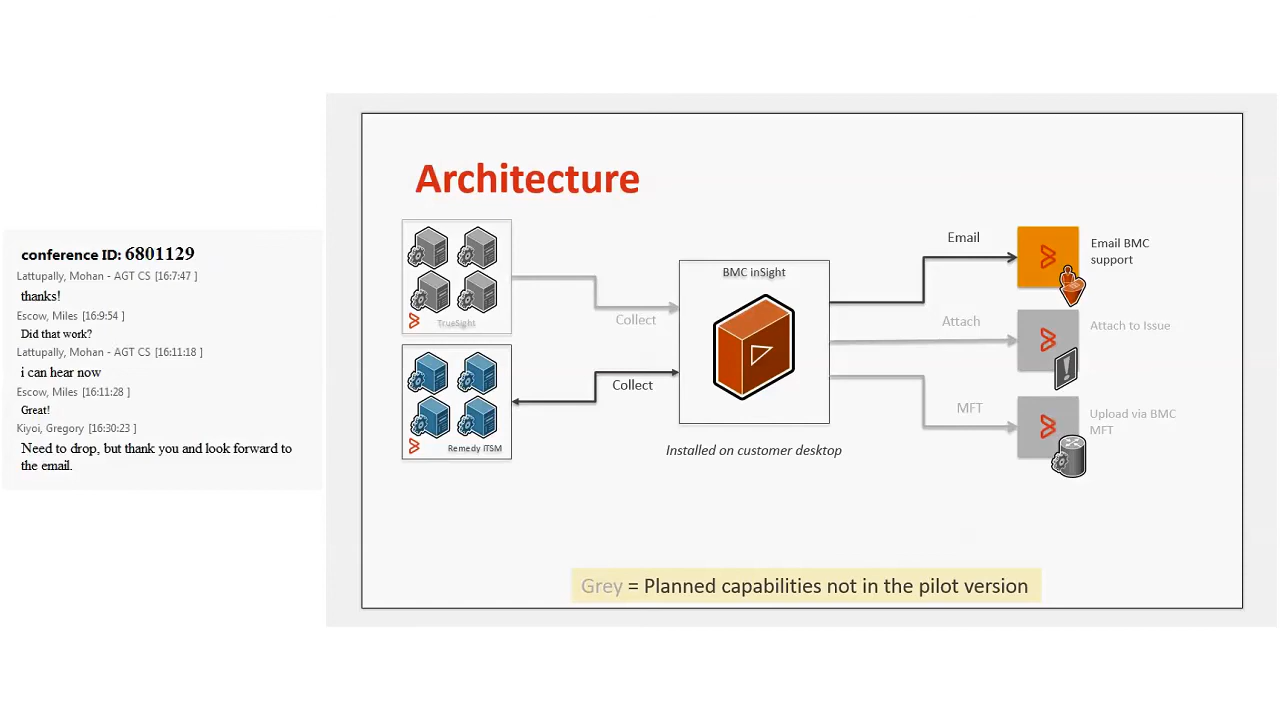 conference ID: 6801129
Lattupally, Mohan - AGT CS [16:7:47 ]
thanks!
Escow, Miles [16:9:54 ]
Did that work?
Lattupally, Mohan - AGT CS [16:11:18 ]
i can hear now
Escow, Miles [16:11:28 ]
Great!
Kiyoi, Gregory [16:30:23 ]
Need to drop, but thank you and look forward to
the email.
Architecture
TrueSight
Collect
Remedy ITSM
Collect
BMC inSight
Installed on customer desktop
Email
Email BMC
support
Attach
Attach to Issue
MFT
Upload via BMC
MFT
Grey = Planned capabilities not in the pilot version